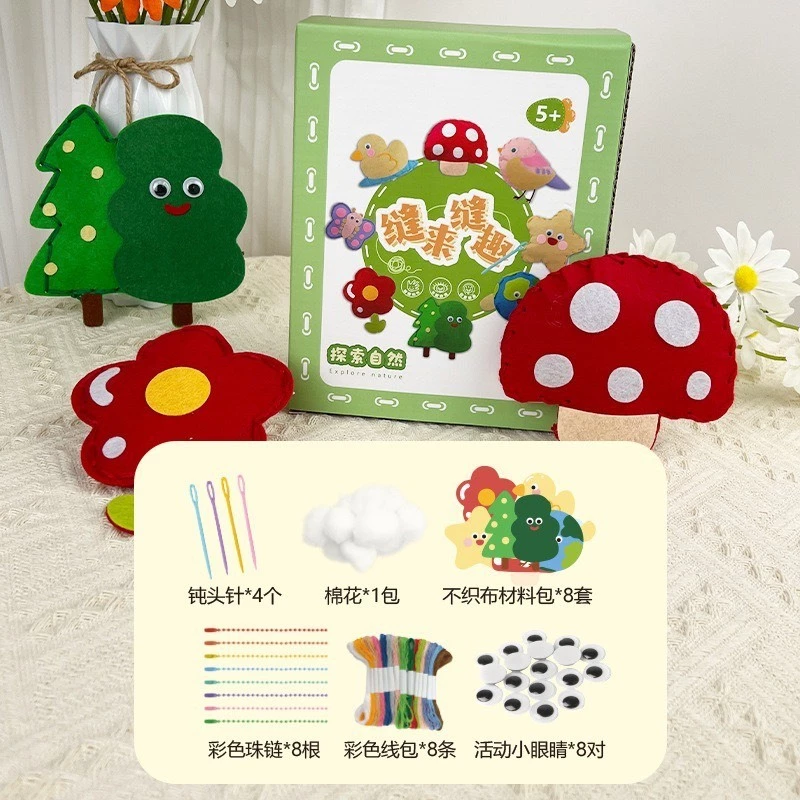 5+
缝来缝趣
探索自然
Explore nature
钝头针*4个
棉花*1包
不织布材料包*8套
彩色珠链*8根
彩色线包*8条
活动小眼睛*8对